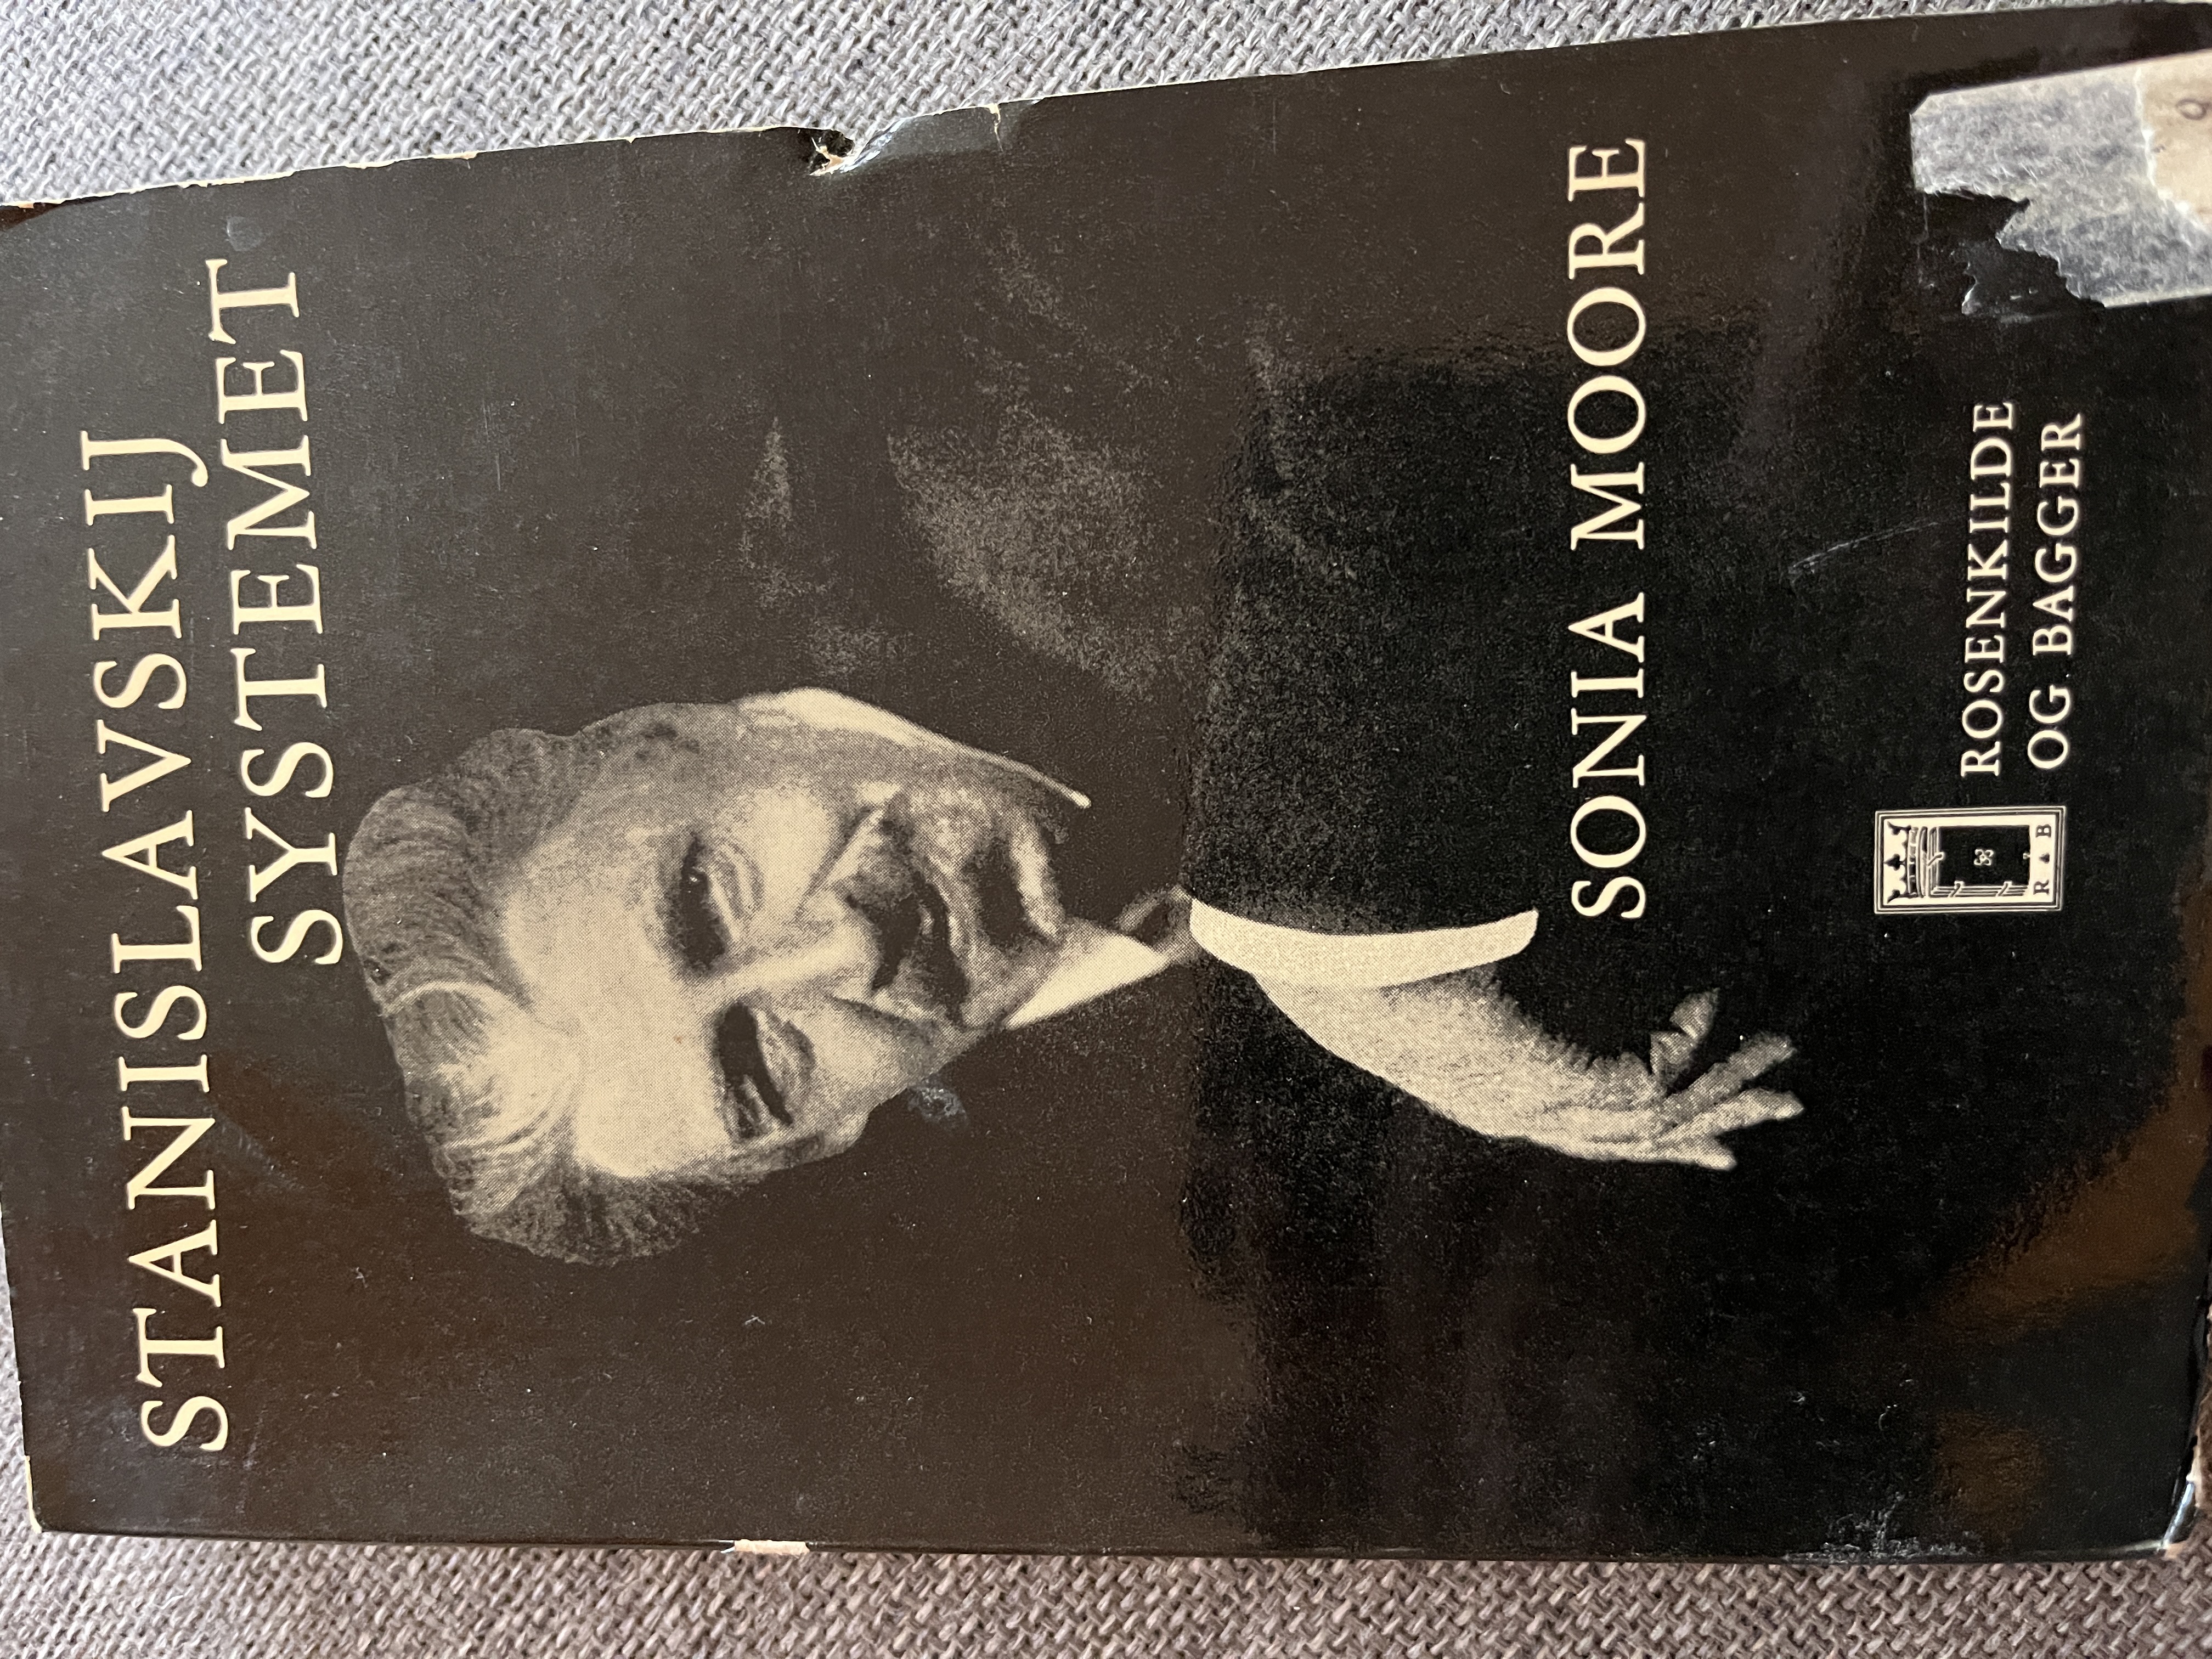 STANISLAVSKIJ
SYSTEMET
SONIA MOORE
ROSENKILDE
OG BAGGER
R B